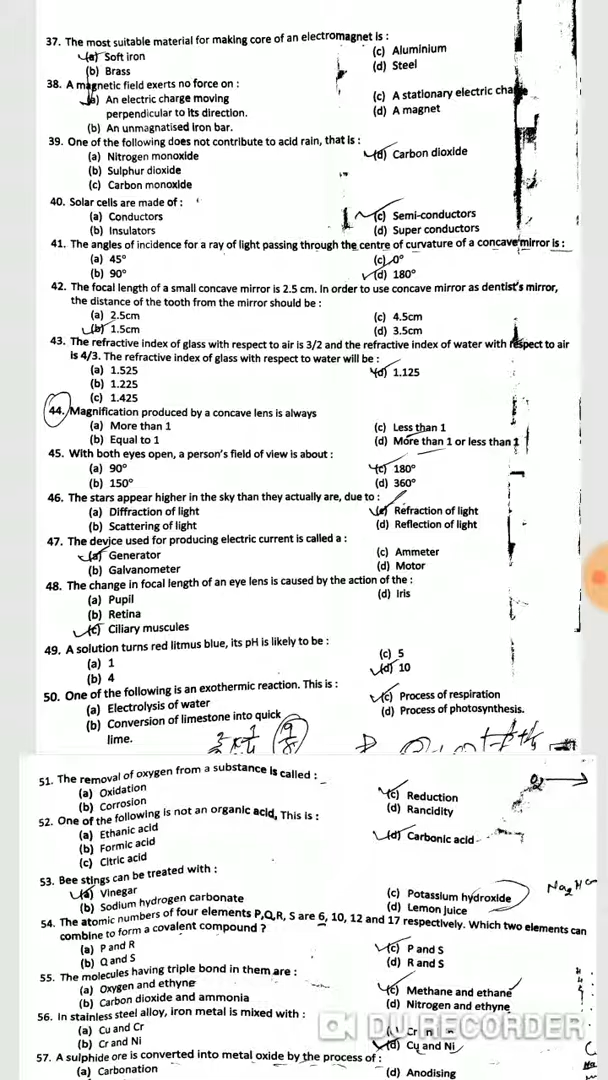 37. The most suitable material for making core of an electromagnet is :
(a) Soft iron (c) Aluminium
(b) Brass (d) Steel
38. A magnetic field exerts no force on :
(a) An electric charge moving perpendicular to its direction. (c) A stationary electric charge
(b) An unmagnatised iron bar. (d) A magnet
39. One of the following does not contribute to acid rain, that is :
(a) Nitrogen monoxide (d) Carbon dioxide
(b) Sulphur dioxide
(c) Carbon monoxide
40. Solar cells are made of :
(a) Conductors (c) Semi-conductors
(b) Insulators (d) Super conductors
41. The angles of incidence for a ray of light passing through the centre of curvature of a concave mirror is :
(a) 45° (c) 0°
(b) 90° (d) 180°
42. The focal length of a small concave mirror is 2.5 cm. In order to use concave mirror as dentist's mirror,
the distance of the tooth from the mirror should be :
(a) 2.5cm (c) 4.5cm
(b) 1.5cm (d) 3.5cm
43. The refractive index of glass with respect to air is 3/2 and the refractive index of water with respect to air
is 4/3. The refractive index of glass with respect to water will be :
(a) 1.525 (d) 1.125
(b) 1.225
(c) 1.425
44. Magnification produced by a concave lens is always
(a) More than 1 (c) Less than 1
(b) Equal to 1 (d) More than 1 or less than 1
45. With both eyes open, a person's field of view is about :
(a) 90° (c) 180°
(b) 150° (d) 360°
46. The stars appear higher in the sky than they actually are, due to :
(a) Diffraction of light (c) Refraction of light
(b) Scattering of light (d) Reflection of light
47. The device used for producing electric current is called a :
(a) Generator (c) Ammeter
(b) Galvanometer (d) Motor
48. The change in focal length of an eye lens is caused by the action of the :
(a) Pupil (d) Iris
(b) Retina
(c) Ciliary muscules
49. A solution turns red litmus blue, its pH is likely to be :
(a) 1 (c) 5
(b) 4 (d) 10
50. One of the following is an exothermic reaction. This is :
(a) Electrolysis of water (c) Process of respiration
(b) Conversion of limestone into quick lime. (d) Process of photosynthesis.
51. The removal of oxygen from a substance is called :
(a) Oxidation (c) Reduction
(b) Corrosion (d) Rancidity
52. One of the following is not an organic acid, This is :
(a) Ethanic acid (d) Carbonic acid
(b) Formic acid
(c) Citric acid
53. Bee stings can be treated with :
(a) Vinegar (c) Potassium hydroxide
(b) Sodium hydrogen carbonate (d) Lemon juice
54. The atomic numbers of four elements P,Q,R, S are 6, 10, 12 and 17 respectively. Which two elements can
combine to form a covalent compound ?
(a) P and R (c) P and S
(b) Q and S (d) R and S
55. The molecules having triple bond in them are :
(a) Oxygen and ethyne (c) Methane and ethane
(b) Carbon dioxide and ammonia (d) Nitrogen and ethyne
56. In stainless steel alloy, iron metal is mixed with :
(a) Cu and Cr
(b) Cr and Ni (d) Cu and Ni
DU RECORDER
57. A sulphide ore is converted into metal oxide by the process of :
(a) Carbonation (d) Anodising